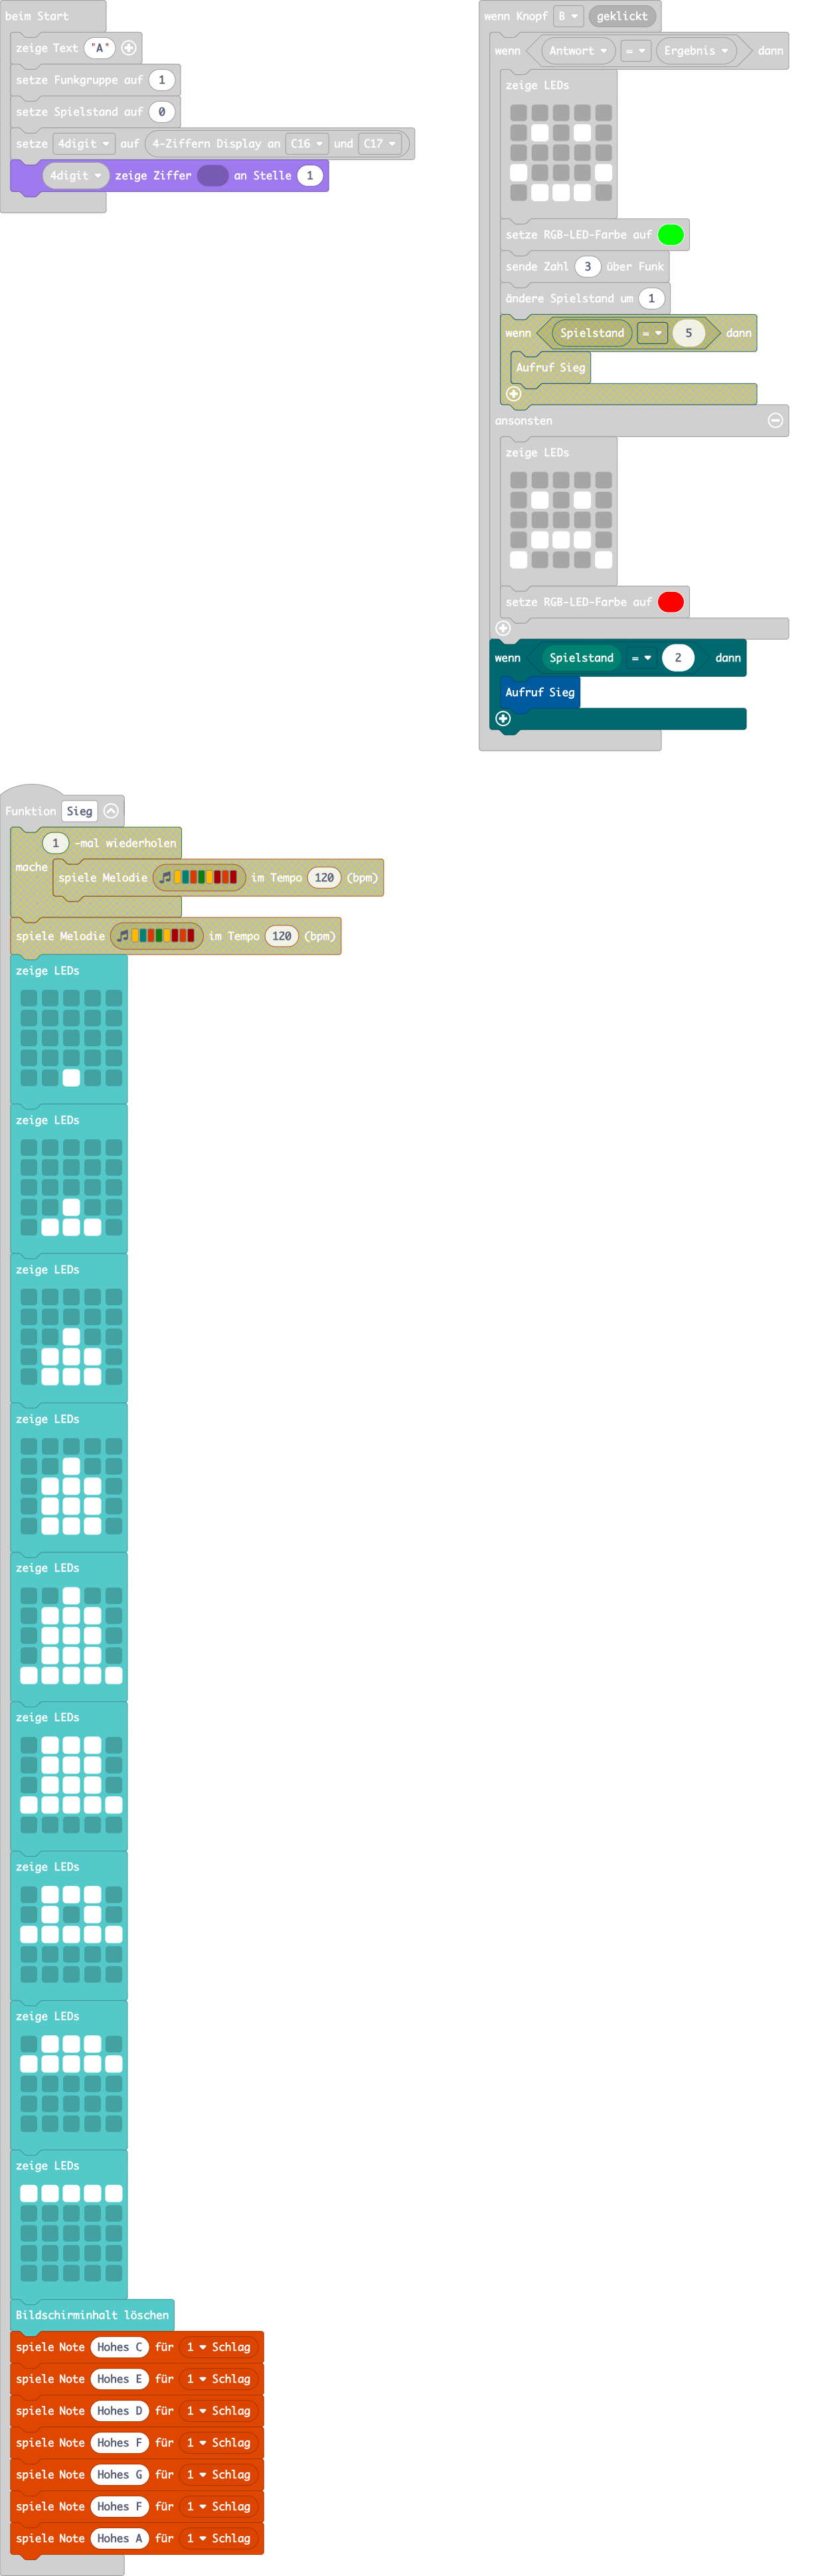 beim Start
zeige Text "A"
setze Funkgruppe auf 1
setze Spielstand auf 0
setze 4digit auf 4-Ziffern Display an C16 und C17
4digit zeige Ziffer an Stelle 1
wenn Knopf B geklickt
wenn Antwort = Ergebnis dann
zeige LEDs
setze RGB-LED-Farbe auf
sende Zahl 3 über Funk
ändere Spielstand um 1
wenn Spielstand = 5 dann
Aufruf Sieg
ansonsten
zeige LEDs
setze RGB-LED-Farbe auf
wenn Spielstand = 2 dann
Aufruf Sieg
Funktion Sieg
1 -mal wiederholen
mache spiele Melodie im Tempo 120 (bpm)
spiele Melodie im Tempo 120 (bpm)
zeige LEDs
zeige LEDs
zeige LEDs
zeige LEDs
zeige LEDs
zeige LEDs
zeige LEDs
zeige LEDs
zeige LEDs
Bildschirminhalt löschen
spiele Note Hohes C für 1 Schlag
spiele Note Hohes E für 1 Schlag
spiele Note Hohes D für 1 Schlag
spiele Note Hohes F für 1 Schlag
spiele Note Hohes G für 1 Schlag
spiele Note Hohes F für 1 Schlag
spiele Note Hohes A für 1 Schlag